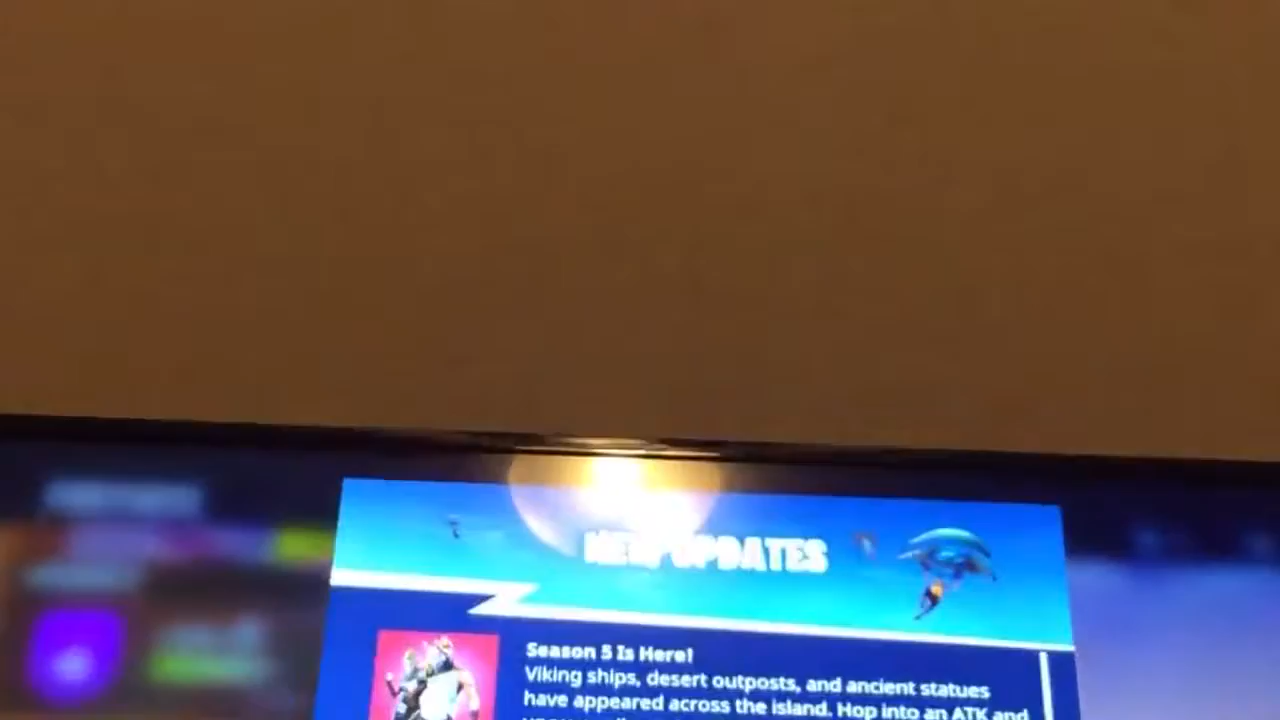 NEW UPDATES
Season 5 Is Here!
Viking ships, desert outposts, and ancient statues
have appeared across the island. Hop into an ATK and